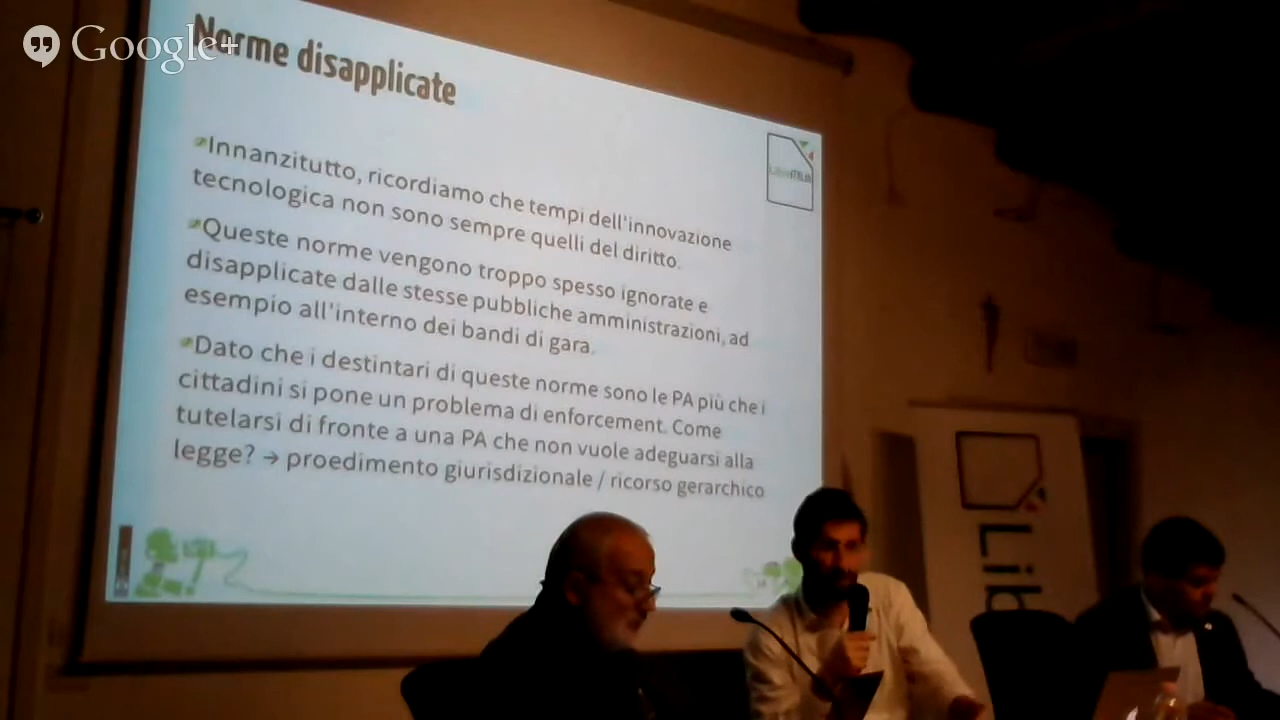 Google+
Norme disapplicate
Innanzitutto, ricordiamo che tempi dell'innovazione
tecnologica non sono sempre quelli del diritto.
Queste norme vengono troppo spesso ignorate e
disapplicate dalle stesse pubbliche amministrazioni, ad
esempio all'interno dei bandi di gara.
Dato che i destintari di queste norme sono le PA più che i
cittadini si pone un problema di enforcement. Come
tutelarsi di fronte a una PA che non vuole adeguarsi alla
legge? → proedimento giurisdizionale / ricorso gerarchico
Lib